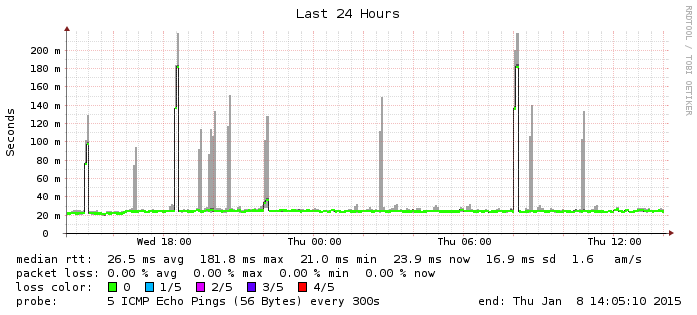 Last 24 Hours
RRDTOOL / TOBI OETIKER
Seconds
200 m
180 m
160 m
140 m
120 m
100 m
80 m
60 m
40 m
20 m
0
Wed 18:00 Thu 00:00 Thu 06:00 Thu 12:00
median rtt: 26.5 ms avg 181.8 ms max 21.0 ms min 23.9 ms now 16.9 ms sd 1.6 am/s
packet loss: 0.00 % avg 0.00 % max 0.00 % min 0.00 % now
loss color: 0 1/5 2/5 3/5 4/5
probe: 5 ICMP Echo Pings (56 Bytes) every 300s end: Thu Jan 8 14:05:10 2015